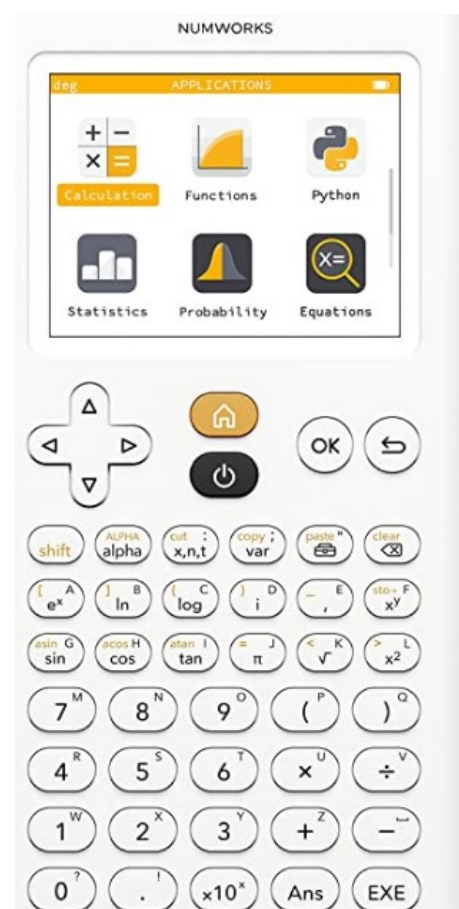 NUMWORKS
deg APPLICATIONS
+ −
× =
Calculation Functions Python
X=
Statistics Probability Equations
OK
shift ALPHA alpha cut : x,n,t copy ; var paste " clear
[ A eˣ ] B ln { C log } D i _ E , sto→ F xʸ
asin G sin acos H cos atan I tan = J π < K √ > L x²
7 M 8 N 9 O ( P ) Q
4 R 5 S 6 T × U ÷ V
1 W 2 X 3 Y + Z − ␣
0 ? . ! ×10ˣ Ans EXE